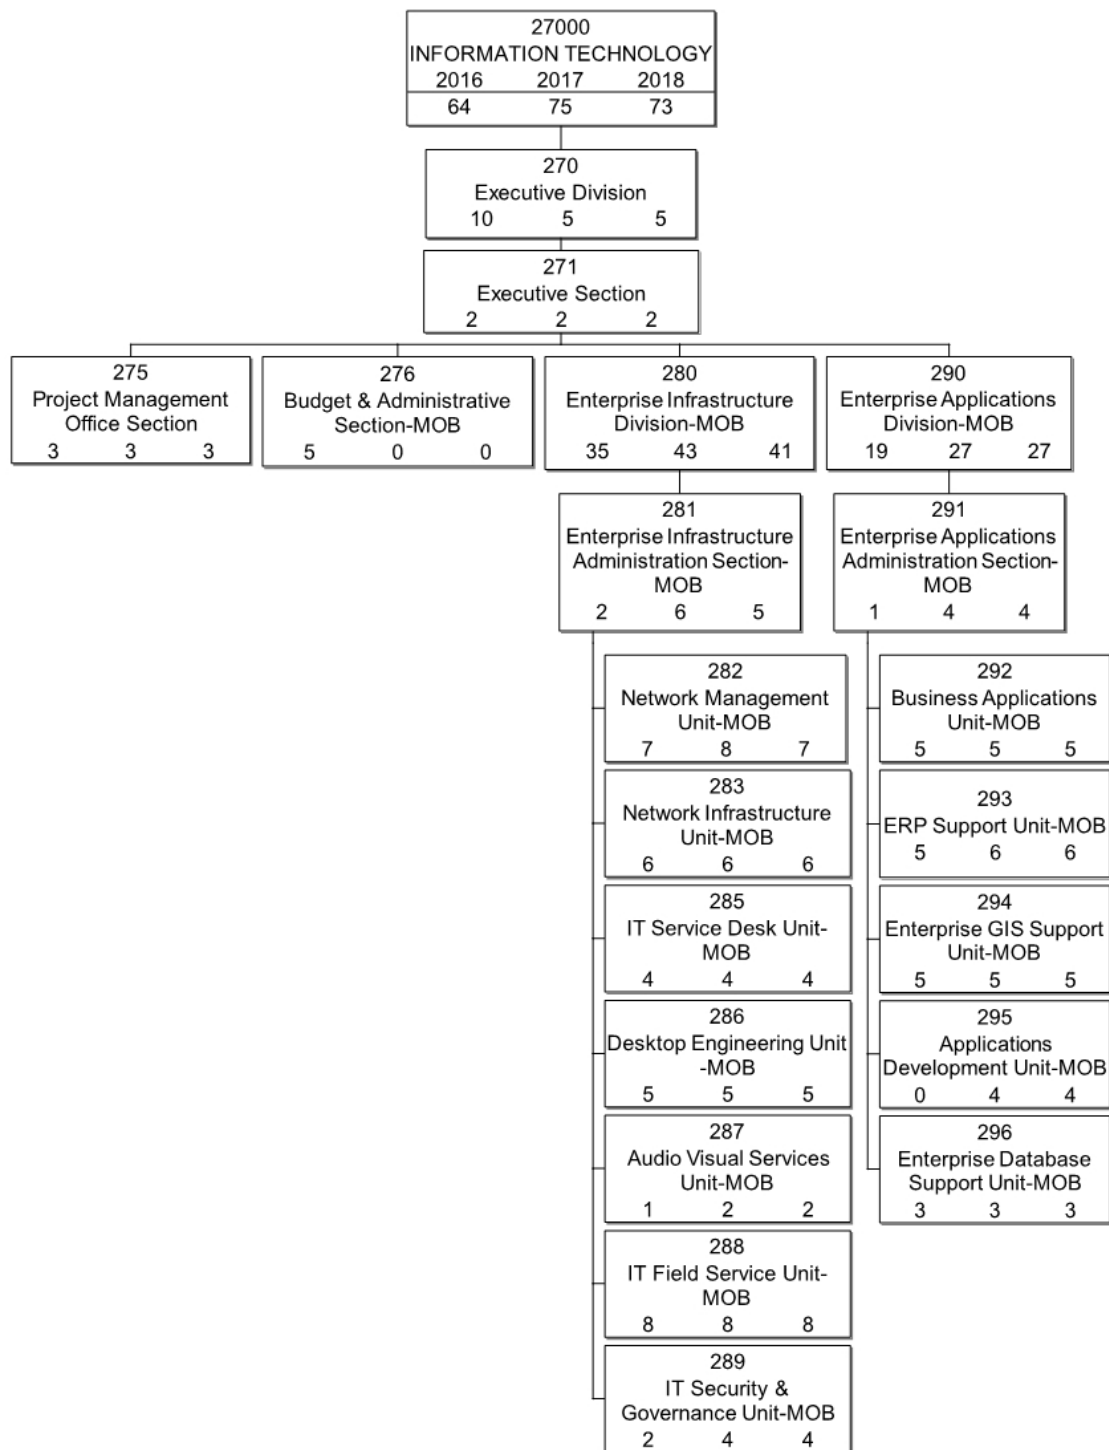 27000
INFORMATION TECHNOLOGY
2016 2017 2018
64 75 73
270
Executive Division
10 5 5
271
Executive Section
2 2 2
275
Project Management
Office Section
3 3 3
276
Budget & Administrative
Section-MOB
5 0 0
280
Enterprise Infrastructure
Division-MOB
35 43 41
290
Enterprise Applications
Division-MOB
19 27 27
281
Enterprise Infrastructure
Administration Section-
MOB
2 6 5
291
Enterprise Applications
Administration Section-
MOB
1 4 4
282
Network Management
Unit-MOB
7 8 7
283
Network Infrastructure
Unit-MOB
6 6 6
285
IT Service Desk Unit-
MOB
4 4 4
286
Desktop Engineering Unit
-MOB
5 5 5
287
Audio Visual Services
Unit-MOB
1 2 2
288
IT Field Service Unit-
MOB
8 8 8
289
IT Security &
Governance Unit-MOB
2 4 4
292
Business Applications
Unit-MOB
5 5 5
293
ERP Support Unit-MOB
5 6 6
294
Enterprise GIS Support
Unit-MOB
5 5 5
295
Applications
Development Unit-MOB
0 4 4
296
Enterprise Database
Support Unit-MOB
3 3 3